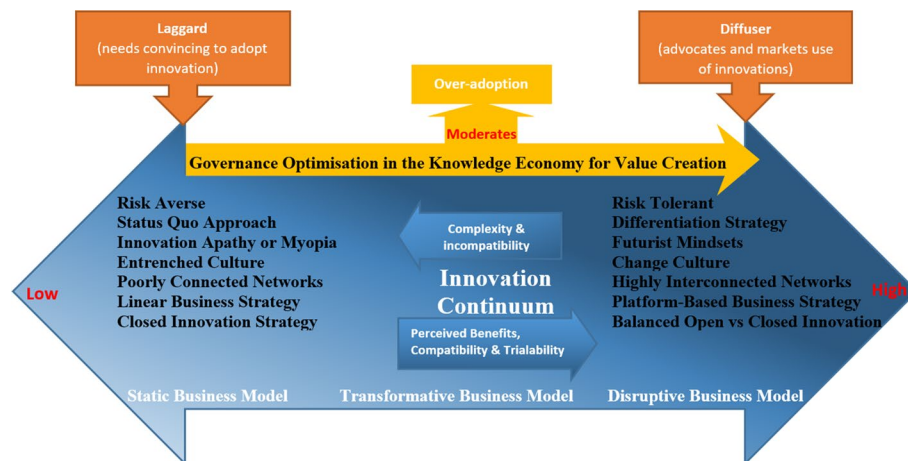 Laggard
(needs convincing to adopt
innovation)
Diffuser
(advocates and markets use
of innovations)
Over-adoption
Moderates
Governance Optimisation in the Knowledge Economy for Value Creation
Risk Averse
Status Quo Approach
Innovation Apathy or Myopia
Entrenched Culture
Poorly Connected Networks
Linear Business Strategy
Closed Innovation Strategy
Low
Complexity &
incompatibility
Innovation
Continuum
Perceived Benefits,
Compatibility & Trialability
Risk Tolerant
Differentiation Strategy
Futurist Mindsets
Change Culture
Highly Interconnected Networks
Platform-Based Business Strategy
Balanced Open vs Closed Innovation
High
Static Business Model
Transformative Business Model
Disruptive Business Model